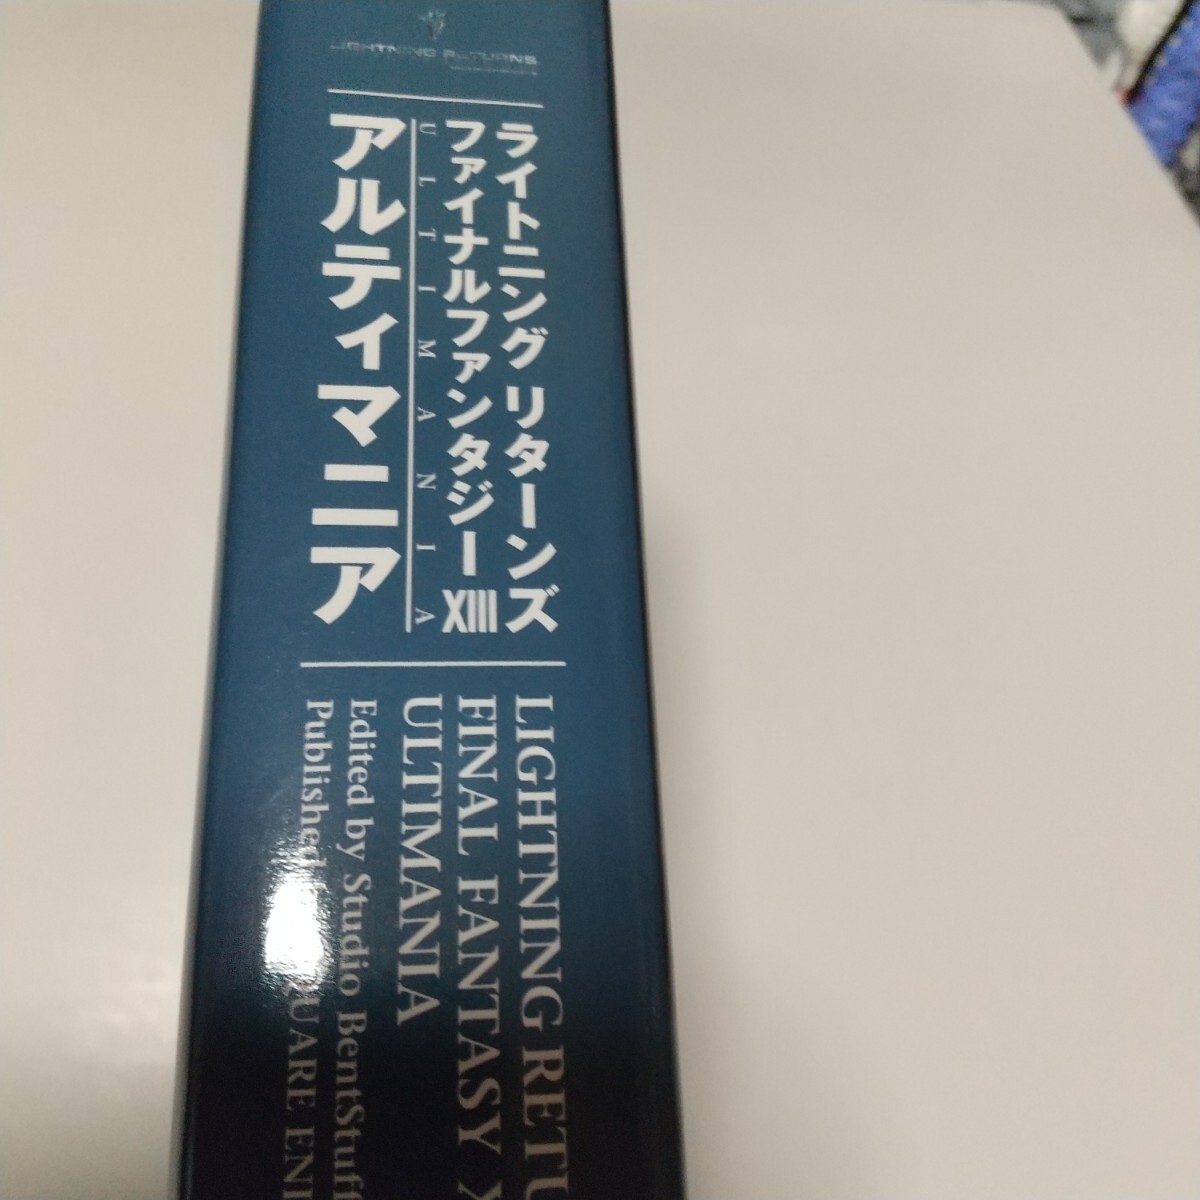 LIGHTNING RETURNS
ライトニング リターンズ
ファイナルファンタジーXIII
ULTIMANIA
アルティマニア
LIGHTNING RETU
FINAL FANTASY X
ULTIMANIA
Edited by Studio BentStuff
Published UARE ENI